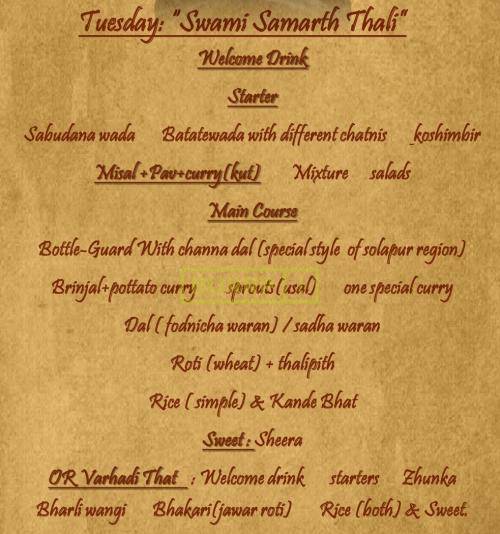 Tuesday: "Swami Samarth Thali"
Welcome Drink
Starter
Sabudana wada Batatewada with different chatnis _koshimbir
Misal +Pav+curry(kut) Mixture salads
Main Course
Bottle-Guard With channa dal (special style of solapur region)
Brinjal+pottato curry sprouts(usal) one special curry
Dal ( fodnicha waran) / sadha waran
Roti (wheat) + thalipith
Rice ( simple) & Kande Bhat
Sweet : Sheera
OR Varhadi That : Welcome drink starters Zhunka
Bharli wangi Bhakari(jawar roti) Rice (both) & Sweet.